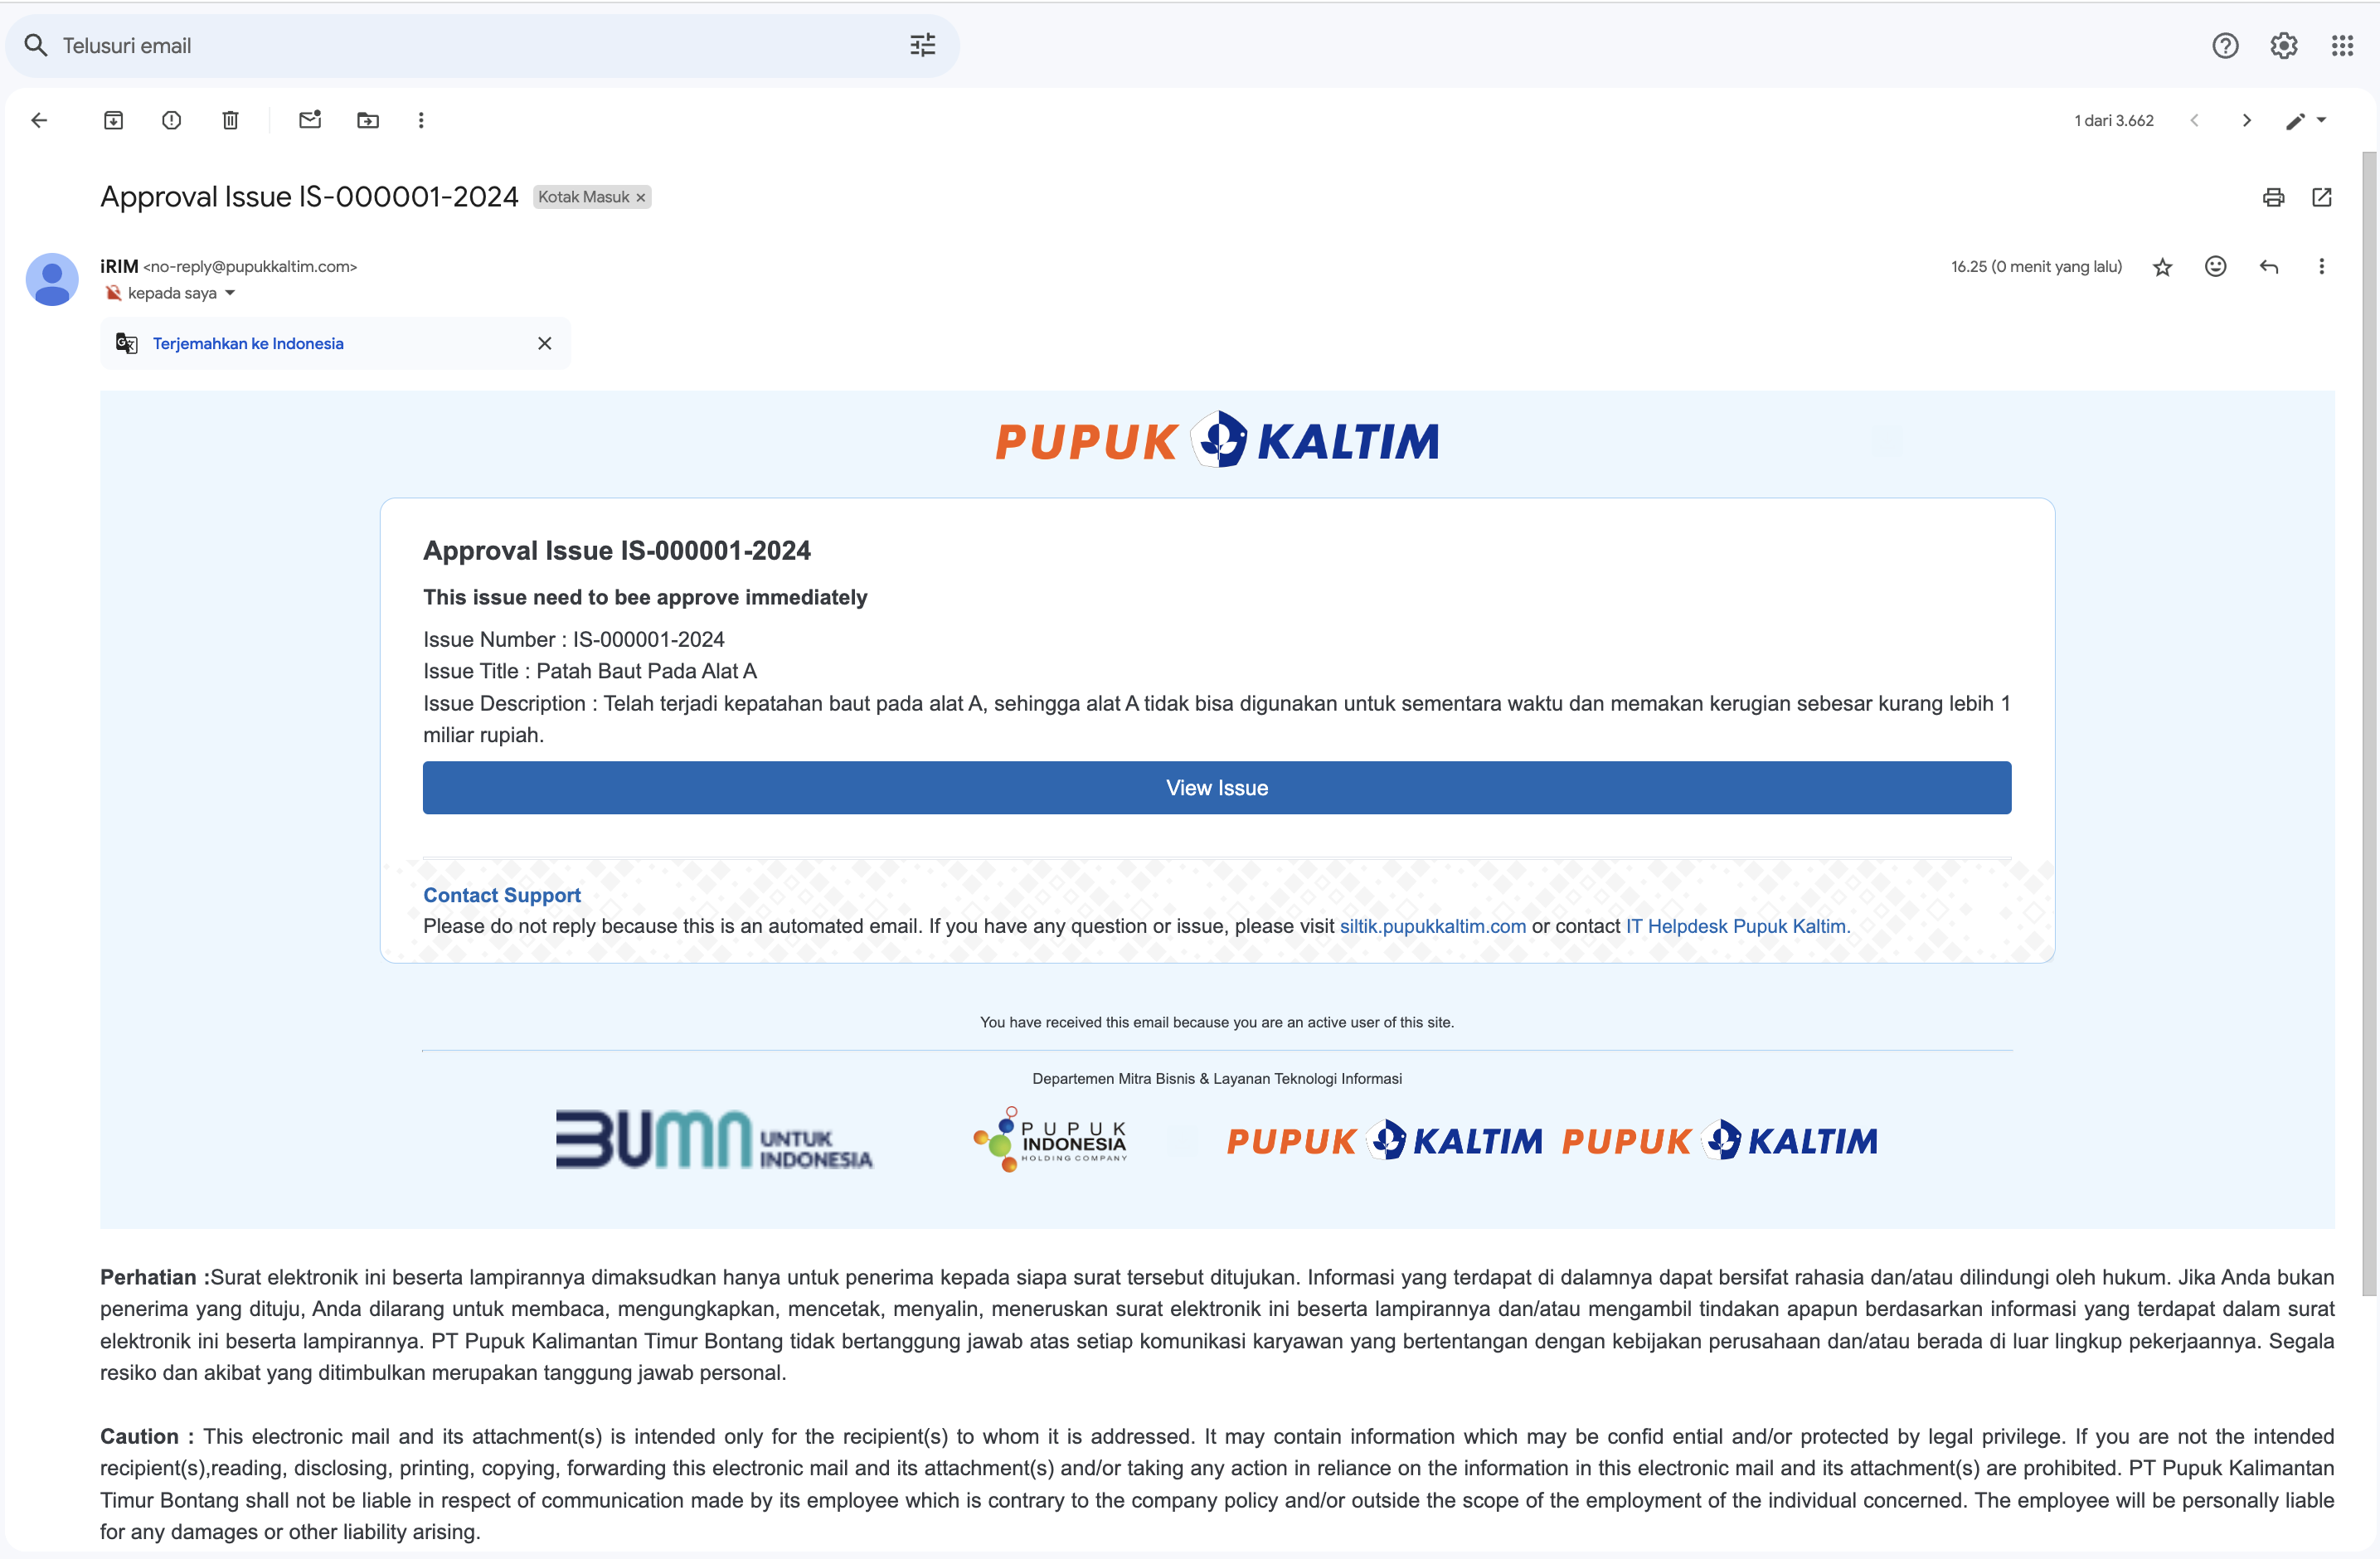 Telusuri email
1 dari 3.662
Approval Issue IS-000001-2024 Kotak Masuk ×
iRIM <no-reply@pupukkaltim.com>
16.25 (0 menit yang lalu)
kepada saya
Terjemahkan ke Indonesia
PUPUK KALTIM
Approval Issue IS-000001-2024
This issue need to bee approve immediately
Issue Number : IS-000001-2024
Issue Title : Patah Baut Pada Alat A
Issue Description : Telah terjadi kepatahan baut pada alat A, sehingga alat A tidak bisa digunakan untuk sementara waktu dan memakan kerugian sebesar kurang lebih 1
miliar rupiah.
View Issue
Contact Support
Please do not reply because this is an automated email. If you have any question or issue, please visit siltik.pupukkaltim.com or contact IT Helpdesk Pupuk Kaltim.
You have received this email because you are an active user of this site.
Departemen Mitra Bisnis & Layanan Teknologi Informasi
BUMN UNTUK INDONESIA
PUPUK INDONESIA HOLDING COMPANY
PUPUK KALTIM
PUPUK KALTIM
Perhatian :Surat elektronik ini beserta lampirannya dimaksudkan hanya untuk penerima kepada siapa surat tersebut ditujukan. Informasi yang terdapat di dalamnya dapat bersifat rahasia dan/atau dilindungi oleh hukum. Jika Anda bukan
penerima yang dituju, Anda dilarang untuk membaca, mengungkapkan, mencetak, menyalin, meneruskan surat elektronik ini beserta lampirannya dan/atau mengambil tindakan apapun berdasarkan informasi yang terdapat dalam surat
elektronik ini beserta lampirannya. PT Pupuk Kalimantan Timur Bontang tidak bertanggung jawab atas setiap komunikasi karyawan yang bertentangan dengan kebijakan perusahaan dan/atau berada di luar lingkup pekerjaannya. Segala
resiko dan akibat yang ditimbulkan merupakan tanggung jawab personal.
Caution : This electronic mail and its attachment(s) is intended only for the recipient(s) to whom it is addressed. It may contain information which may be confid ential and/or protected by legal privilege. If you are not the intended
recipient(s),reading, disclosing, printing, copying, forwarding this electronic mail and its attachment(s) and/or taking any action in reliance on the information in this electronic mail and its attachment(s) are prohibited. PT Pupuk Kalimantan
Timur Bontang shall not be liable in respect of communication made by its employee which is contrary to the company policy and/or outside the scope of the employment of the individual concerned. The employee will be personally liable
for any damages or other liability arising.